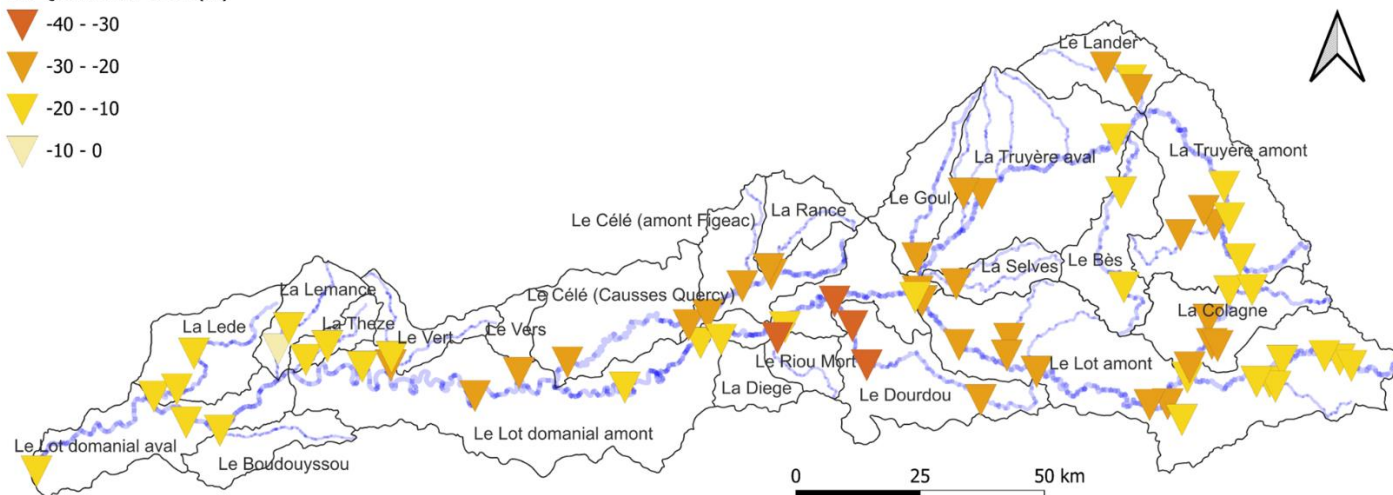 -40 - -30
-30 - -20
-20 - -10
-10 - 0
Le Lander
La Truyère aval
La Truyère amont
Le Goul
La Rance
Le Célé (amont Figeac)
La Selves
Le Bès
La Lemance
Le Célé (Causses Quercy)
La Colagne
La Lede
La Theze
Le Vert
Le Vers
Le Riou Mort
Le Lot amont
La Diege
Le Dourdou
Le Lot domanial aval
Le Lot domanial amont
Le Boudouyssou
0 25 50 km